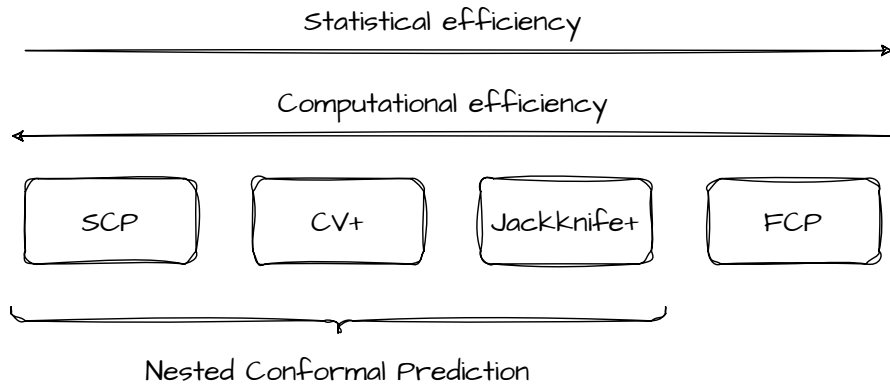 Statistical efficiency
Computational efficiency
SCP
CV+
Jackknife+
FCP
Nested Conformal Prediction